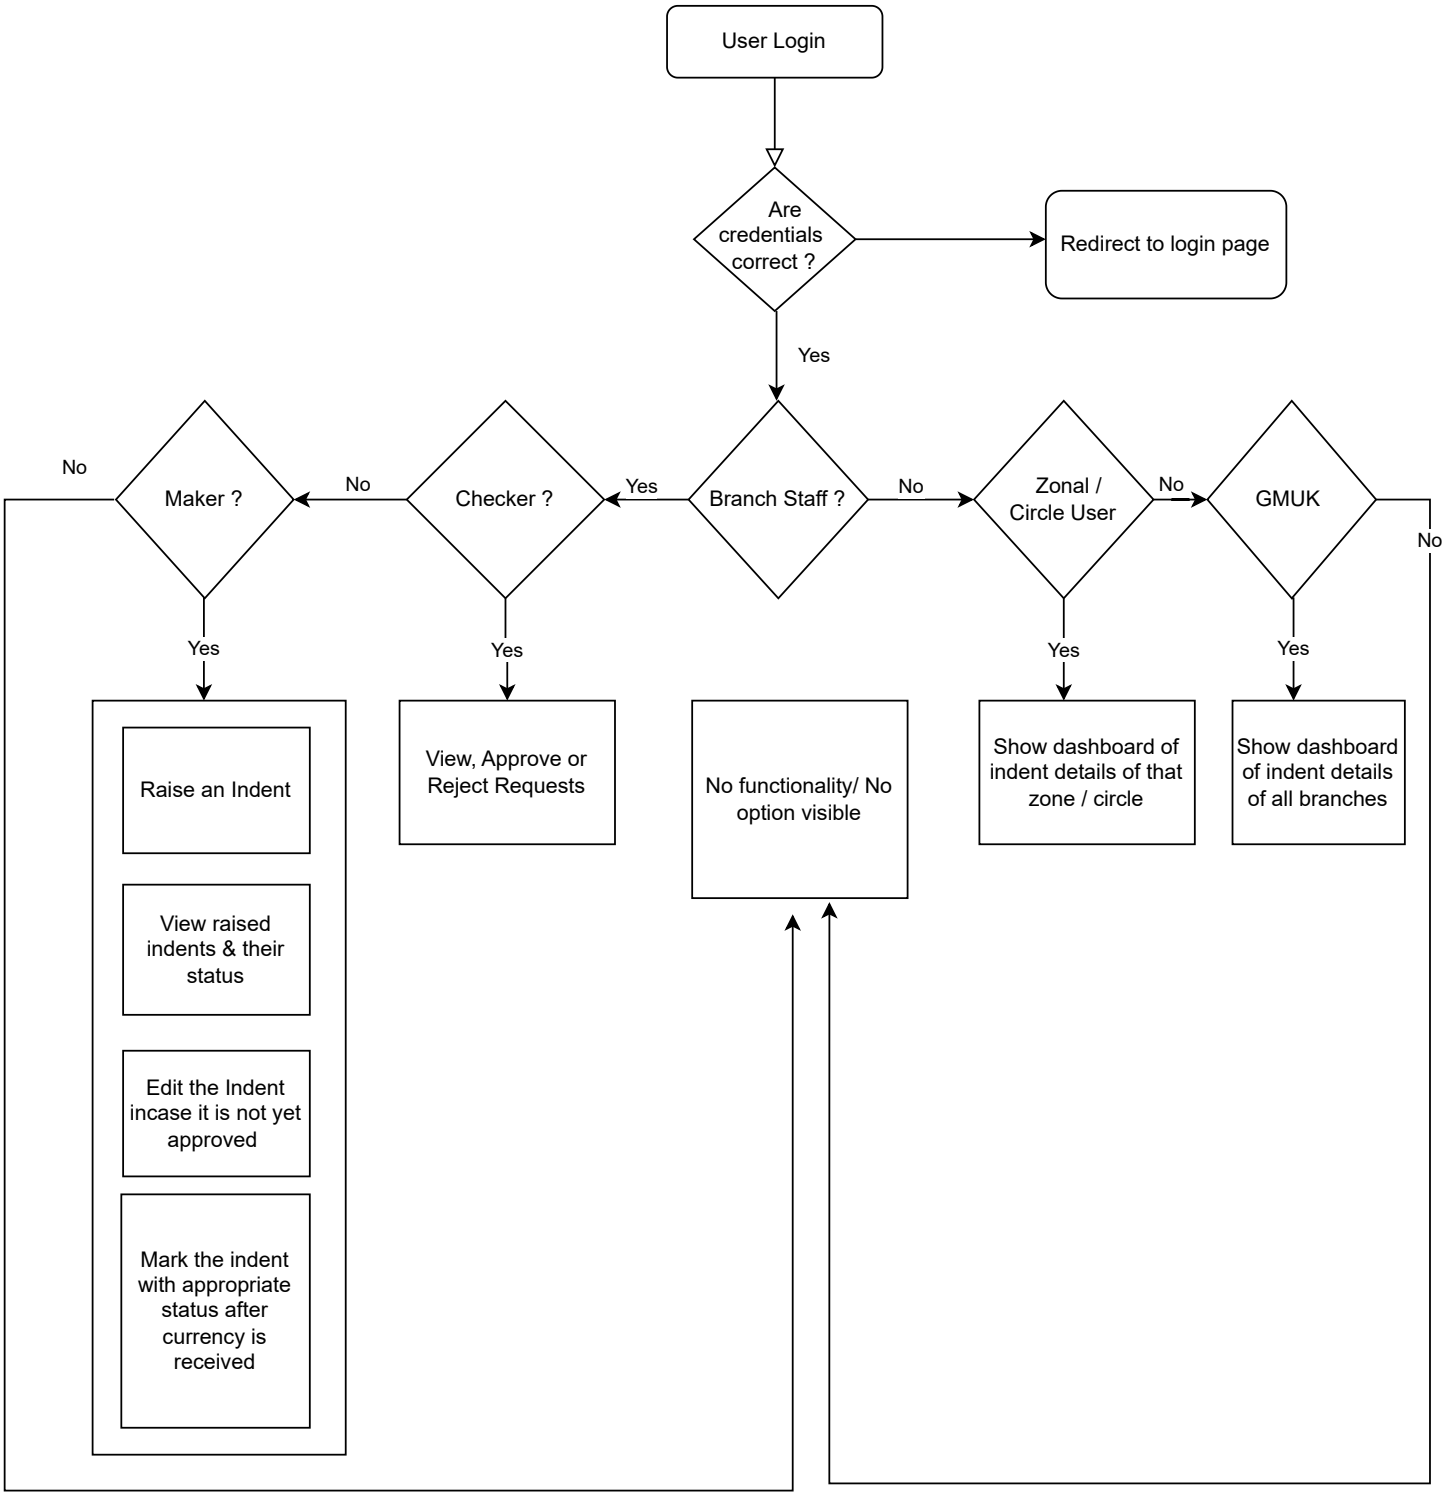 User Login
Are
credentials
correct ?
Redirect to login page
Yes
No
Maker ?
No
Checker ?
Yes
Branch Staff ?
No
Zonal /
Circle User
No
GMUK
No
Yes
Yes
Yes
Yes
Raise an Indent
View raised
indents & their
status
Edit the Indent
incase it is not yet
approved
Mark the indent
with appropriate
status after
currency is
received
View, Approve or
Reject Requests
No functionality/ No
option visible
Show dashboard of
indent details of that
zone / circle
Show dashboard
of indent details
of all branches